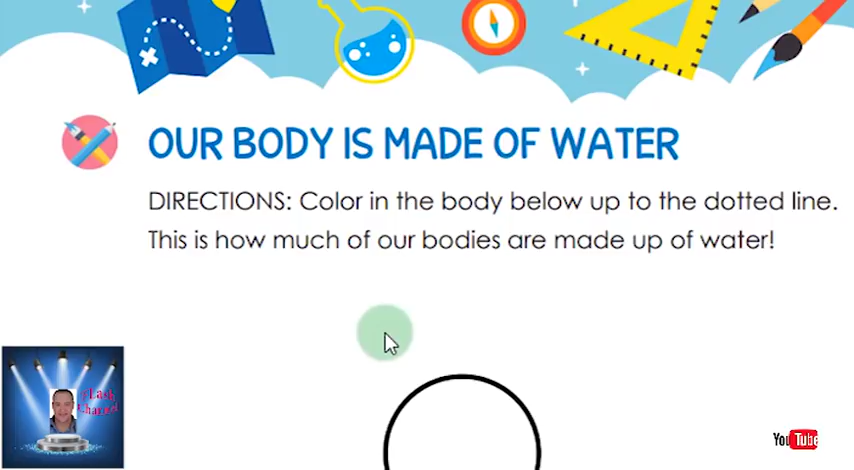 OUR BODY IS MADE OF WATER
DIRECTIONS: Color in the body below up to the dotted line.
This is how much of our bodies are made up of water!
Channel
YouTube